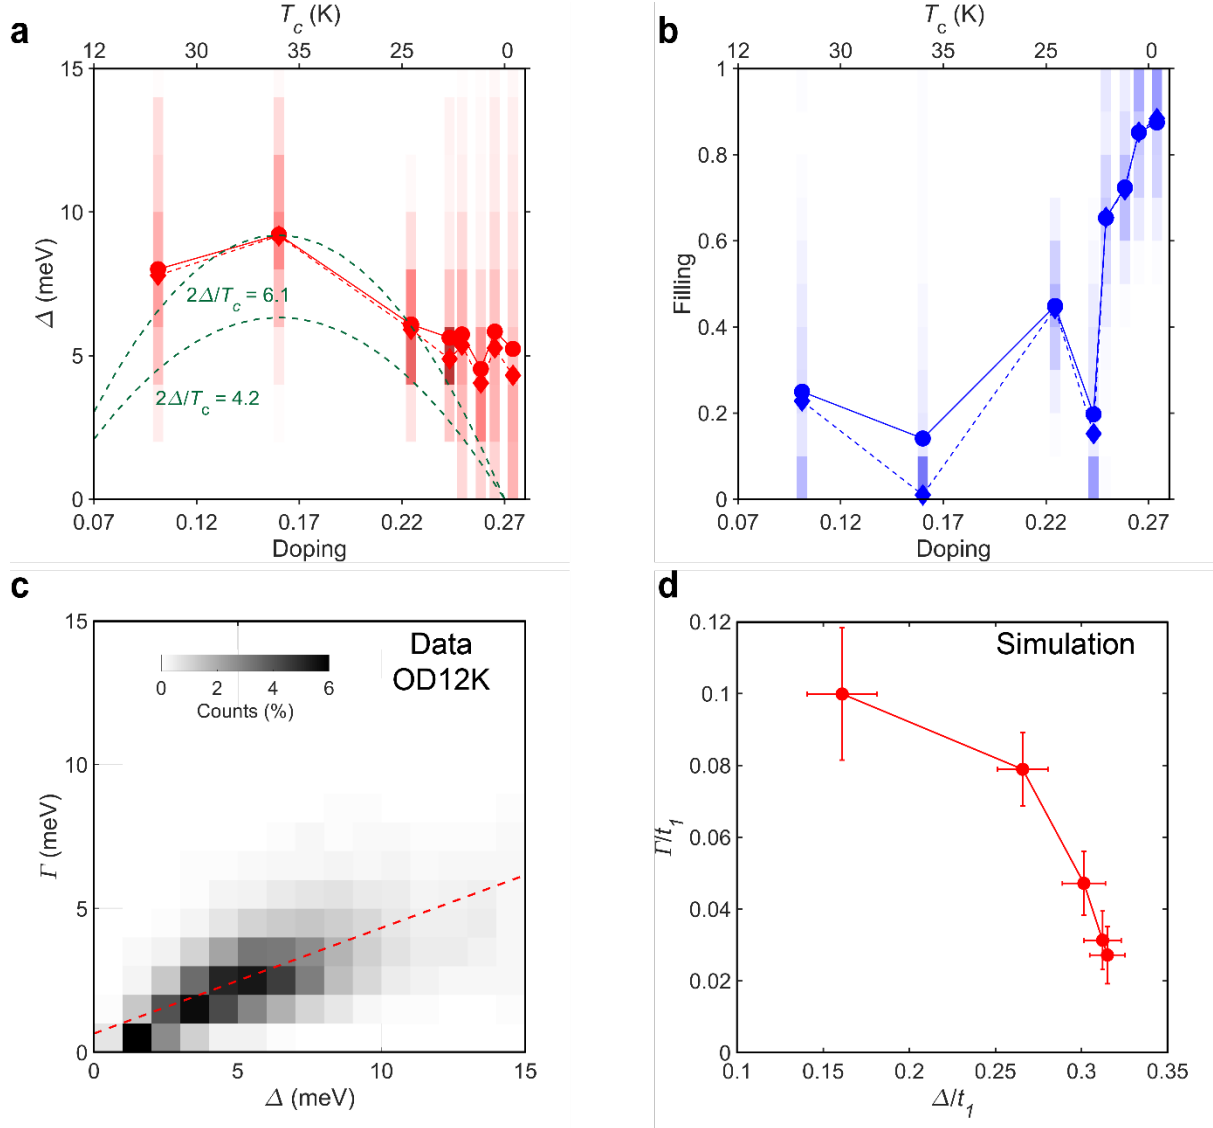 a
T_c (K)
12 30 35 25 0
15
10
5
0
Δ (meV)
2Δ/T_c = 6.1
2Δ/T_c = 4.2
0.07 0.12 0.17 0.22 0.27
Doping
b
T_c (K)
12 30 35 25 0
1
0.8
0.6
0.4
0.2
0
Filling
0.07 0.12 0.17 0.22 0.27
Doping
c
15
10
5
0
Γ (meV)
Data
OD12K
0 2 4 6
Counts (%)
0 5 10 15
Δ (meV)
d
0.12
0.1
0.08
0.06
0.04
0.02
0
Γ/t_1
Simulation
0.1 0.15 0.2 0.25 0.3 0.35
Δ/t_1